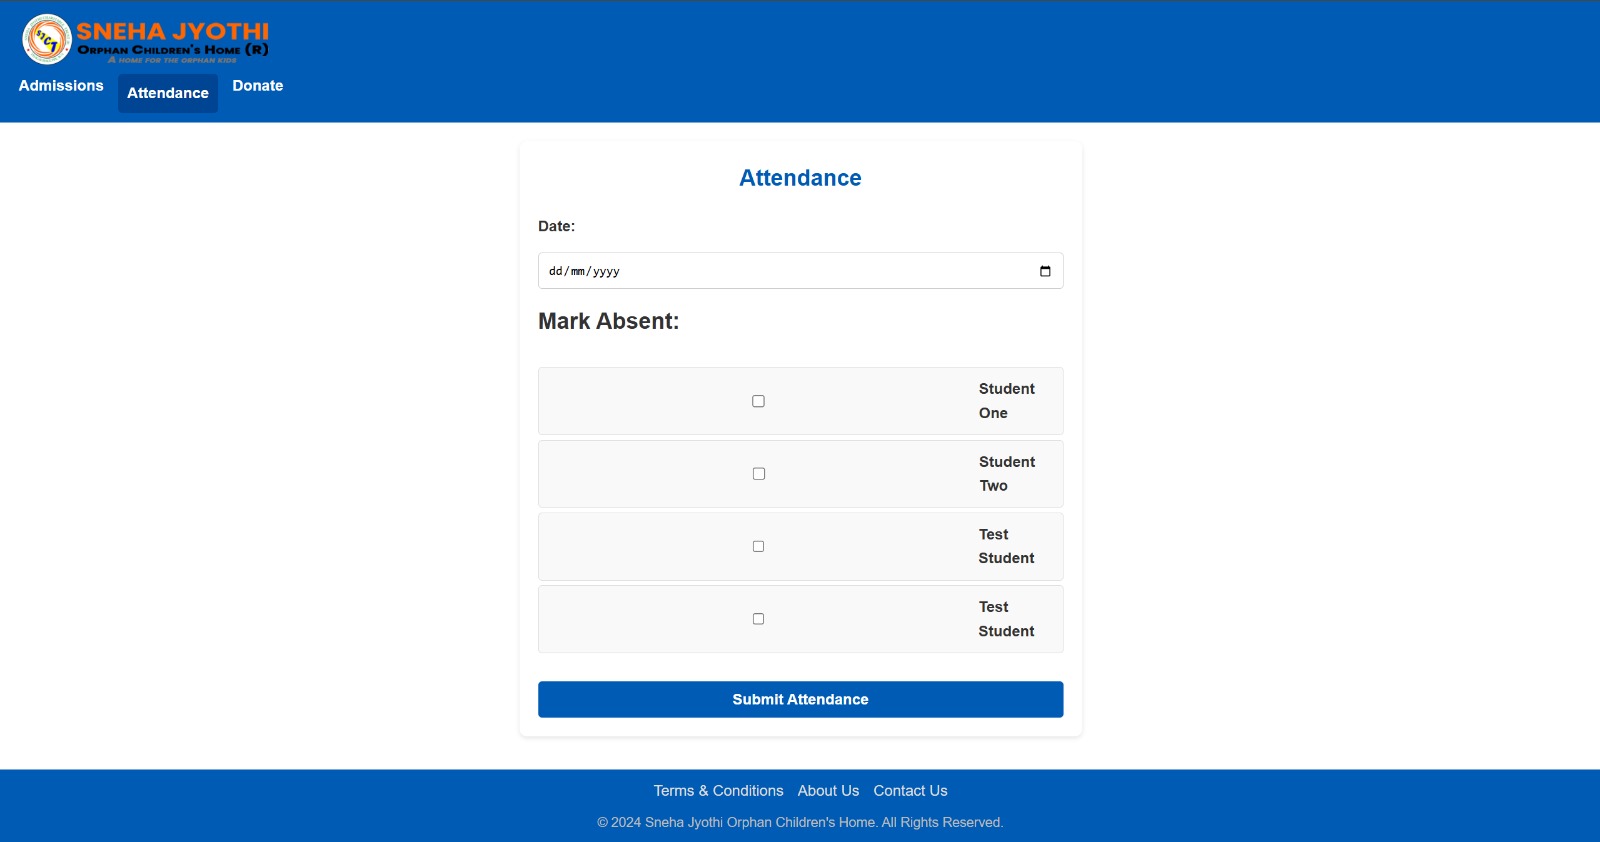 SJCT
SNEHA JYOTHI
ORPHAN CHILDREN'S HOME (R)
A HOME FOR THE ORPHAN KIDS
Admissions Attendance Donate
Attendance
Date:
dd/mm/yyyy
Mark Absent:
Student
One
Student
Two
Test
Student
Test
Student
Submit Attendance
Terms & Conditions About Us Contact Us
© 2024 Sneha Jyothi Orphan Children's Home. All Rights Reserved.